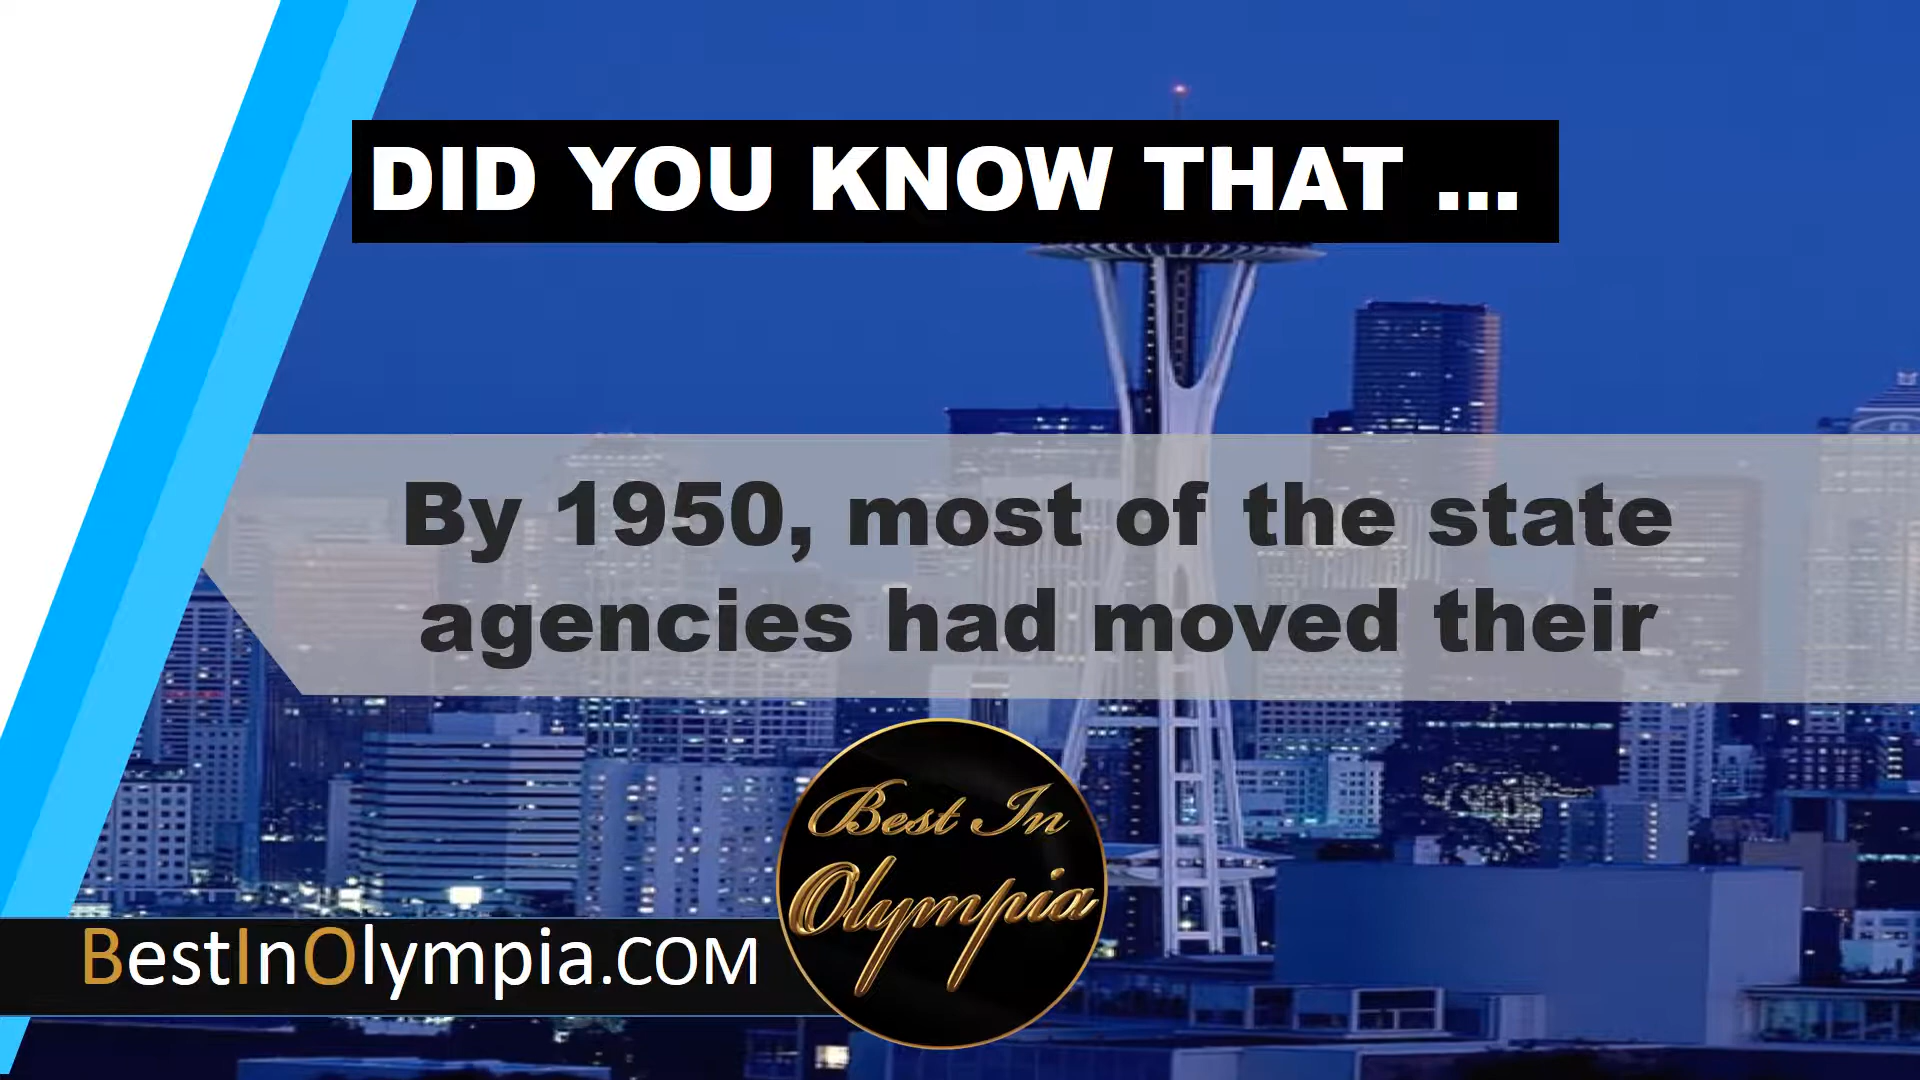 DID YOU KNOW THAT ...
By 1950, most of the state
agencies had moved their
Best In
Olympia
BestInOlympia.COM